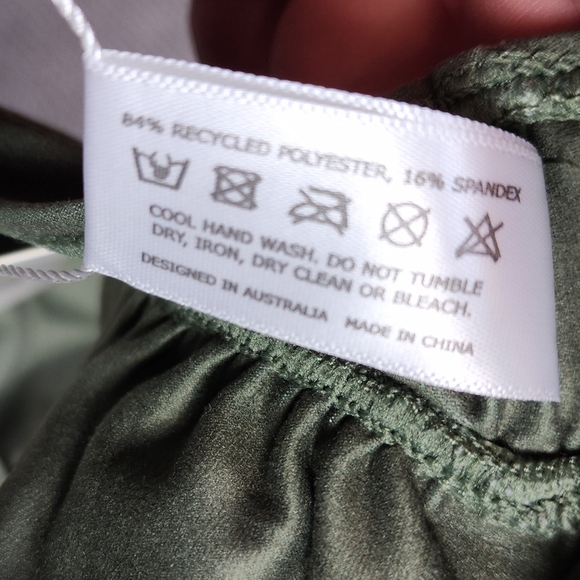 84% RECYCLED POLYESTER, 16% SPANDEX
COOL HAND WASH. DO NOT TUMBLE
DRY, IRON, DRY CLEAN OR BLEACH.
DESIGNED IN AUSTRALIA MADE IN CHINA